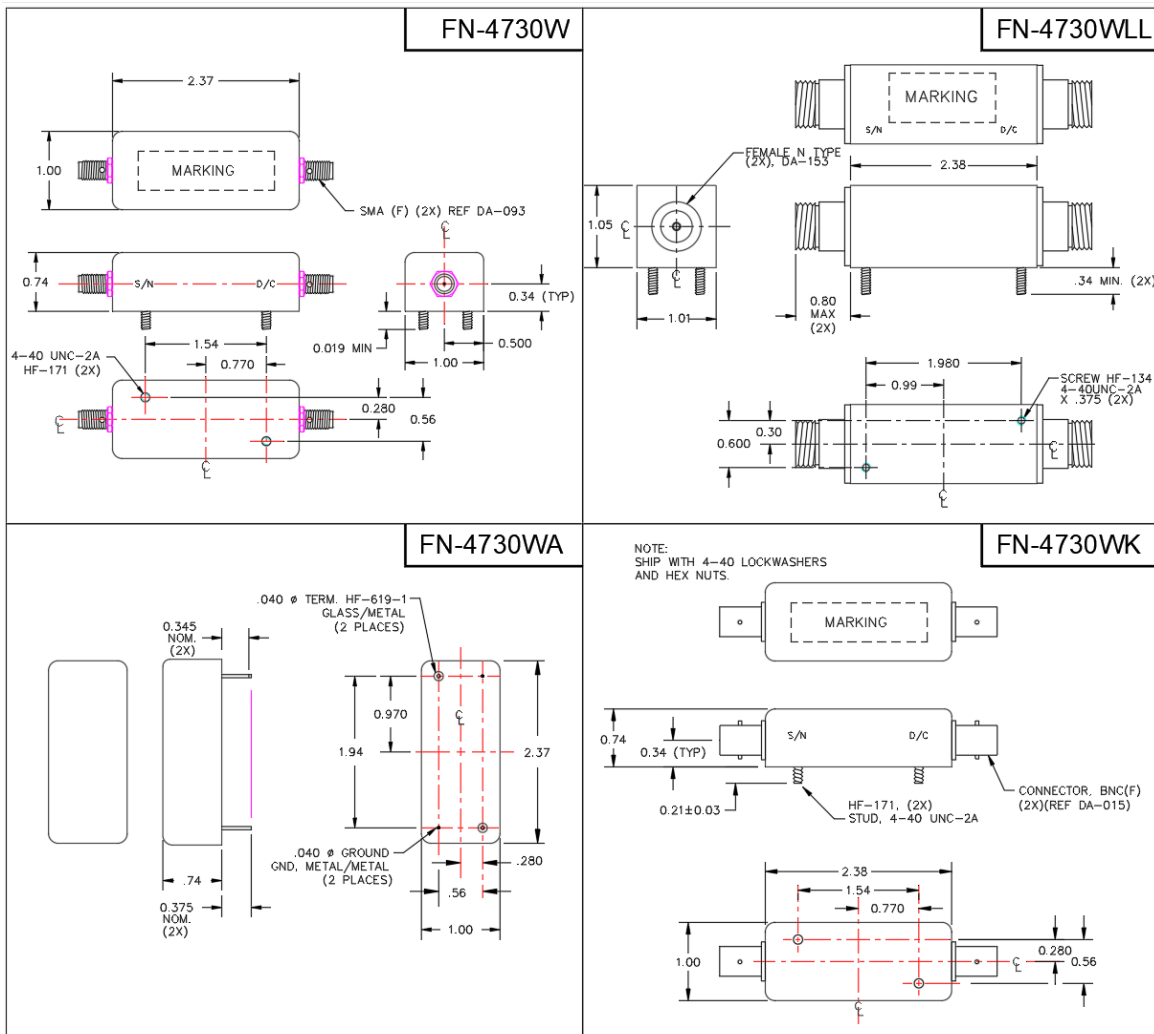 FN-4730W
2.37
1.00
MARKING
SMA (F) (2X) REF DA-093
℄
0.74
S/N
D/C
0.34 (TYP)
0.019 MIN
0.500
1.00
1.54
0.770
4-40 UNC-2A
HF-171 (2X)
0.280
0.56
℄
℄
FN-4730WLL
MARKING
S/N
D/C
FEMALE N TYPE
(2X), DA-153
2.38
1.05
℄
℄
1.01
.34 MIN. (2X)
0.80
MAX
(2X)
1.980
0.99
SCREW HF-134
4-40UNC-2A
X .375 (2X)
0.30
0.600
℄
℄
FN-4730WA
.040 ø TERM. HF-619-1
GLASS/METAL
(2 PLACES)
0.345
NOM.
(2X)
0.970
℄
1.94
2.37
.040 ø GROUND
GND, METAL/METAL
(2 PLACES)
.280
.56
.74
0.375
NOM.
(2X)
1.00
FN-4730WK
NOTE:
SHIP WITH 4-40 LOCKWASHERS
AND HEX NUTS.
MARKING
0.74
0.34 (TYP)
S/N
D/C
0.21±0.03
HF-171, (2X)
STUD, 4-40 UNC-2A
CONNECTOR, BNC(F)
(2X)(REF DA-015)
2.38
1.54
0.770
1.00
0.280
0.56
℄
℄